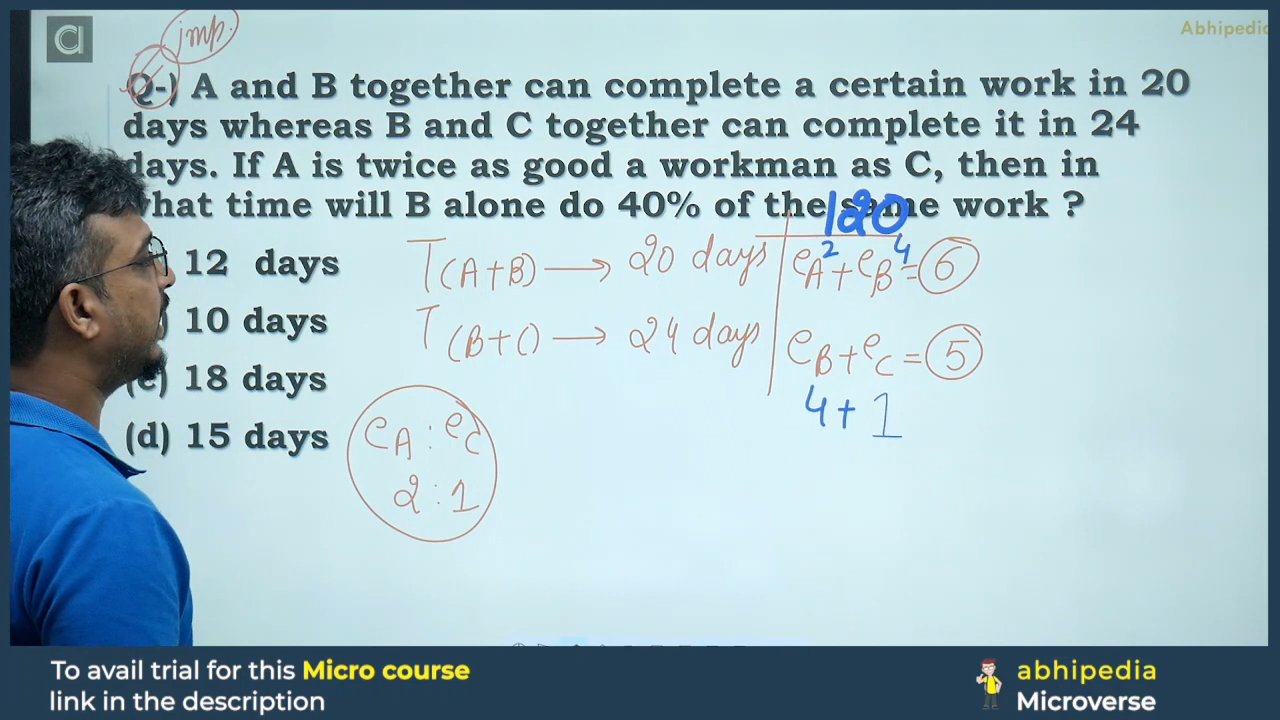 Abhipedia
imp.
Q-) A and B together can complete a certain work in 20
days whereas B and C together can complete it in 24
days. If A is twice as good a workman as C, then in
what time will B alone do 40% of the same work ?
120
12 days
10 days
(c) 18 days
(d) 15 days
T(A+B) → 20 days
2 4
eA + eB = 6
T(B+C) → 24 days
eB + eC = 5
4 + 1
eA : eC
2 : 1
To avail trial for this Micro course
link in the description
abhipedia
Microverse